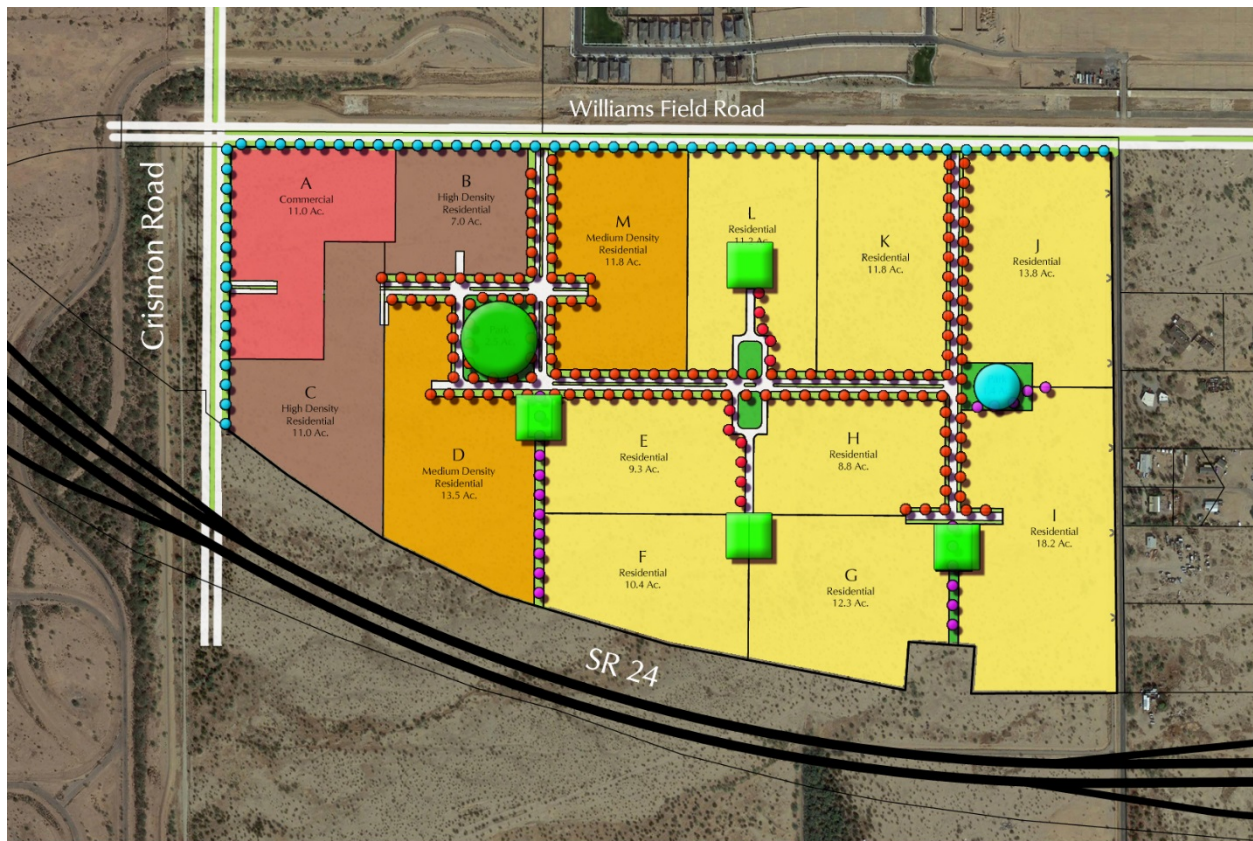 Williams Field Road
Crismon Road
A
Commercial
11.0 Ac.
B
High Density
Residential
7.0 Ac.
M
Medium Density
Residential
11.8 Ac.
L
Residential
K
Residential
11.8 Ac.
J
Residential
13.8 Ac.
C
High Density
Residential
11.0 Ac.
D
Medium Density
Residential
13.5 Ac.
E
Residential
9.3 Ac.
H
Residential
8.8 Ac.
I
Residential
18.2 Ac.
F
Residential
10.4 Ac.
G
Residential
12.3 Ac.
SR 24